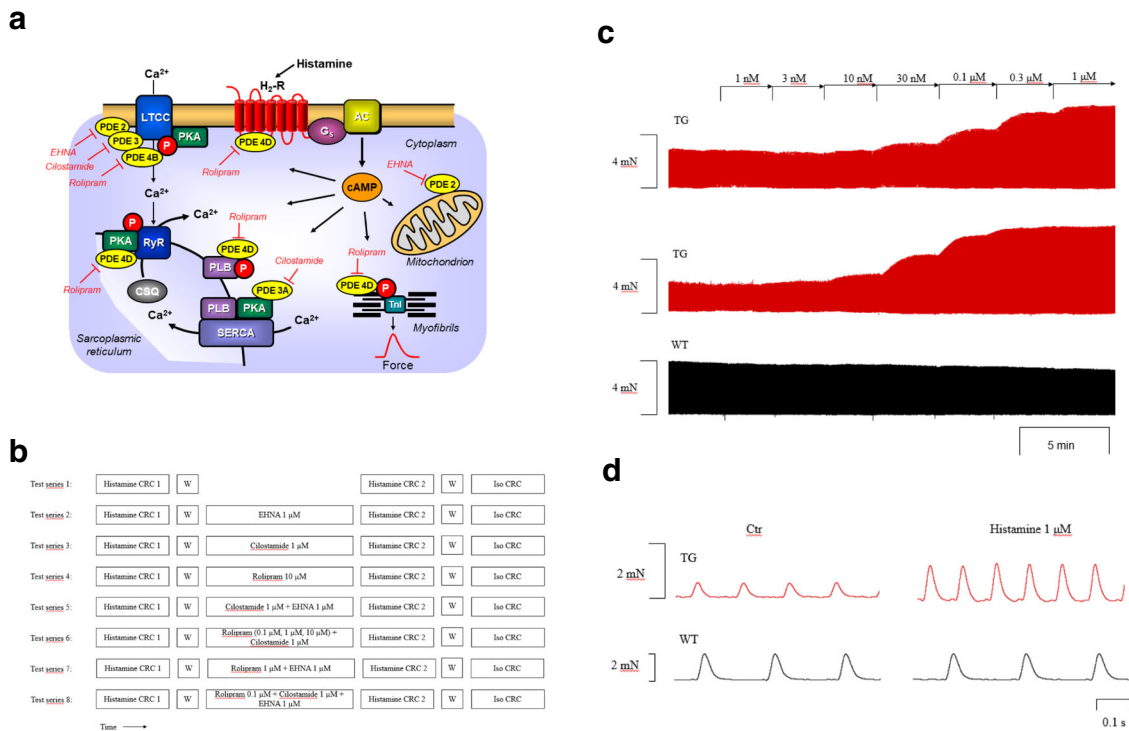 a
Histamine
H2-R
Ca²⁺
LTCC
PDE 2
PDE 3
PDE 4B
P
PKA
EHNA
Cilostamide
Rolipram
PDE 4D
Rolipram
Gs
AC
Cytoplasm
cAMP
EHNA
PDE 2
Mitochondrion
Ca²⁺
P
PKA
RyR
Ca²⁺
PDE 4D
Rolipram
CSQ
Rolipram
PDE 4D
PLB
P
Cilostamide
PDE 3A
PLB
PKA
SERCA
Ca²⁺
Ca²⁺
Sarcoplasmic
reticulum
Rolipram
PDE 4D
P
TnI
Myofibrils
Force
b
Test series 1: Histamine CRC 1 W Histamine CRC 2 W Iso CRC
Test series 2: Histamine CRC 1 W EHNA 1 µM Histamine CRC 2 W Iso CRC
Test series 3: Histamine CRC 1 W Cilostamide 1 µM Histamine CRC 2 W Iso CRC
Test series 4: Histamine CRC 1 W Rolipram 10 µM Histamine CRC 2 W Iso CRC
Test series 5: Histamine CRC 1 W Cilostamide 1 µM + EHNA 1 µM Histamine CRC 2 W Iso CRC
Test series 6: Histamine CRC 1 W Rolipram (0.1 µM, 1 µM, 10 µM) + Histamine CRC 2 W Iso CRC
Cilostamide 1 µM
Test series 7: Histamine CRC 1 W Rolipram 1 µM + EHNA 1 µM Histamine CRC 2 W Iso CRC
Test series 8: Histamine CRC 1 W Rolipram 0.1 µM + Cilostamide 1 µM + Histamine CRC 2 W Iso CRC
EHNA 1 µM
Time
c
1 nM 3 nM 10 nM 30 nM 0.1 µM 0.3 µM 1 µM
TG
4 mN
TG
4 mN
WT
4 mN
5 min
d
Ctr Histamine 1 µM
TG
2 mN
WT
2 mN
0.1 s